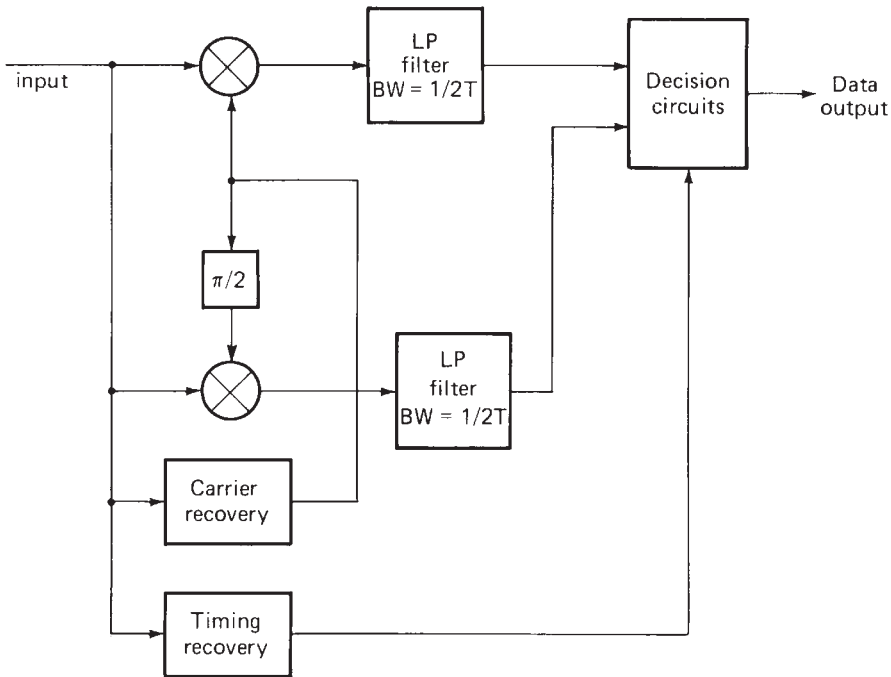 input
LP
filter
BW = 1/2T
Decision
circuits
Data
output
π/2
LP
filter
BW = 1/2T
Carrier
recovery
Timing
recovery